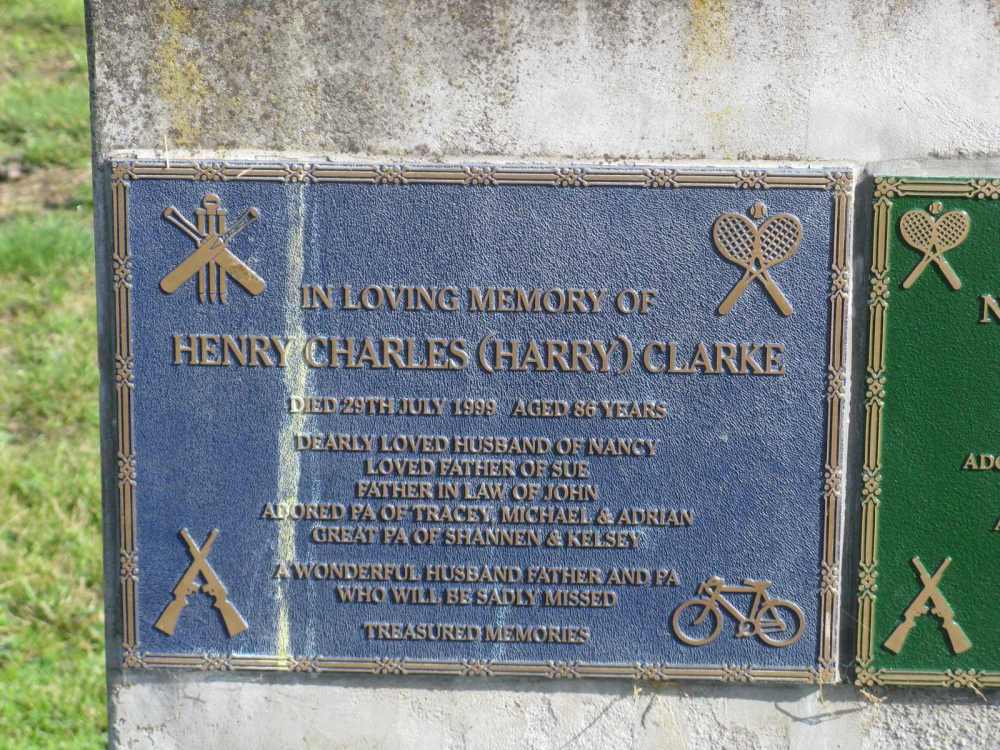 IN LOVING MEMORY OF
HENRY CHARLES (HARRY) CLARKE
DIED 29TH JULY 1999 AGED 86 YEARS
DEARLY LOVED HUSBAND OF NANCY
LOVED FATHER OF SUE
FATHER IN LAW OF JOHN
ADORED PA OF TRACEY, MICHAEL & ADRIAN
GREAT PA OF SHANNEN & KELSEY
A WONDERFUL HUSBAND FATHER AND PA
WHO WILL BE SADLY MISSED
TREASURED MEMORIES